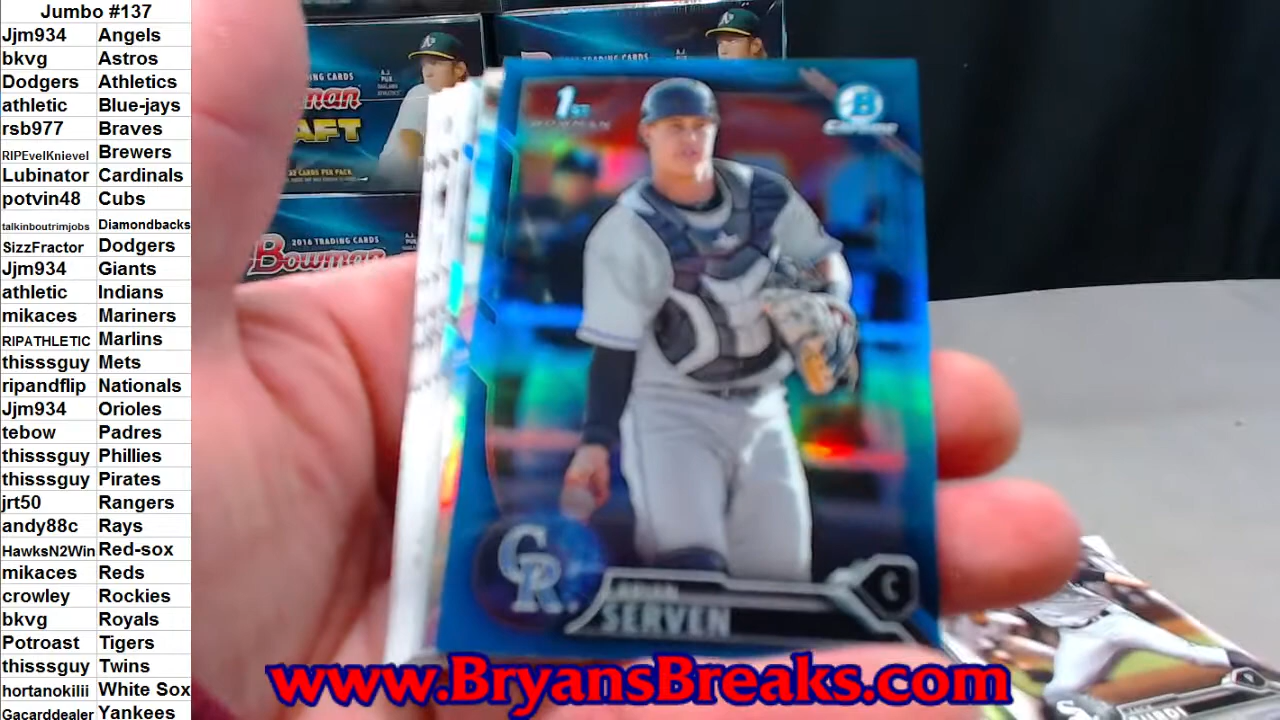 Jumbo #137
Jjm934 Angels
bkvg Astros
Dodgers Athletics
athletic Blue-jays
rsb977 Braves
RIPEvelKnievel Brewers
Lubinator Cardinals
potvin48 Cubs
talkinboutrimjobs Diamondbacks
SizzFractor Dodgers
Jjm934 Giants
athletic Indians
mikaces Mariners
RIPATHLETIC Marlins
thisssguy Mets
ripandflip Nationals
Jjm934 Orioles
tebow Padres
thisssguy Phillies
thisssguy Pirates
jrt50 Rangers
andy88c Rays
HawksN2Win Red-sox
mikaces Reds
crowley Rockies
bkvg Royals
Potroast Tigers
thisssguy Twins
hortanokilii White Sox
Gacarddealer Yankees
1st
BOWMAN
B
CHROME
CR
SERVEN
C
2016 TRADING CARDS
Bowman
www.BryansBreaks.com